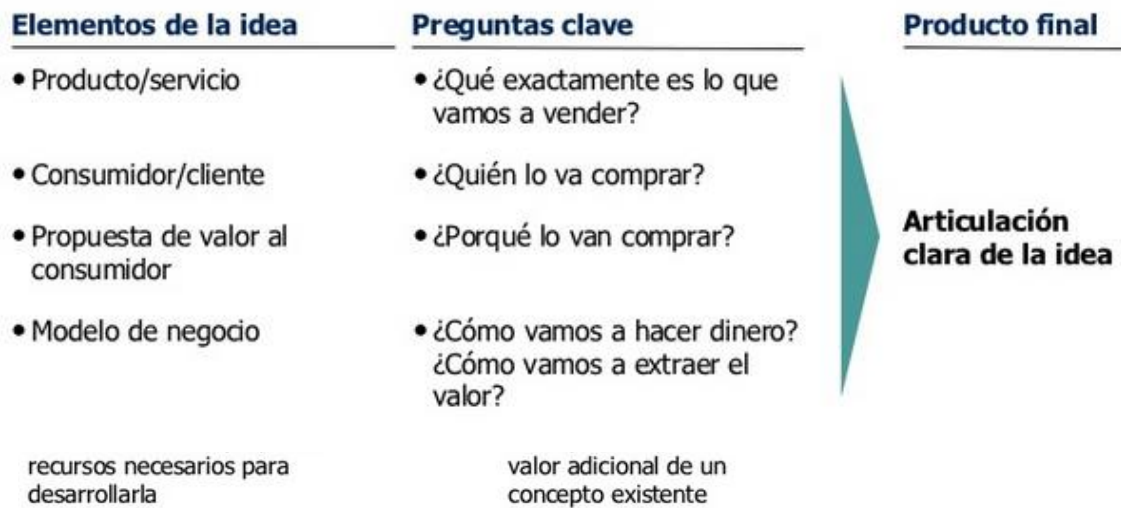 Elementos de la idea
Preguntas clave
Producto final
• Producto/servicio
• ¿Qué exactamente es lo que
vamos a vender?
• Consumidor/cliente
• ¿Quién lo va comprar?
• Propuesta de valor al
consumidor
• ¿Porqué lo van comprar?
• Modelo de negocio
• ¿Cómo vamos a hacer dinero?
¿Cómo vamos a extraer el
valor?
Articulación
clara de la idea
recursos necesarios para
desarrollarla
valor adicional de un
concepto existente